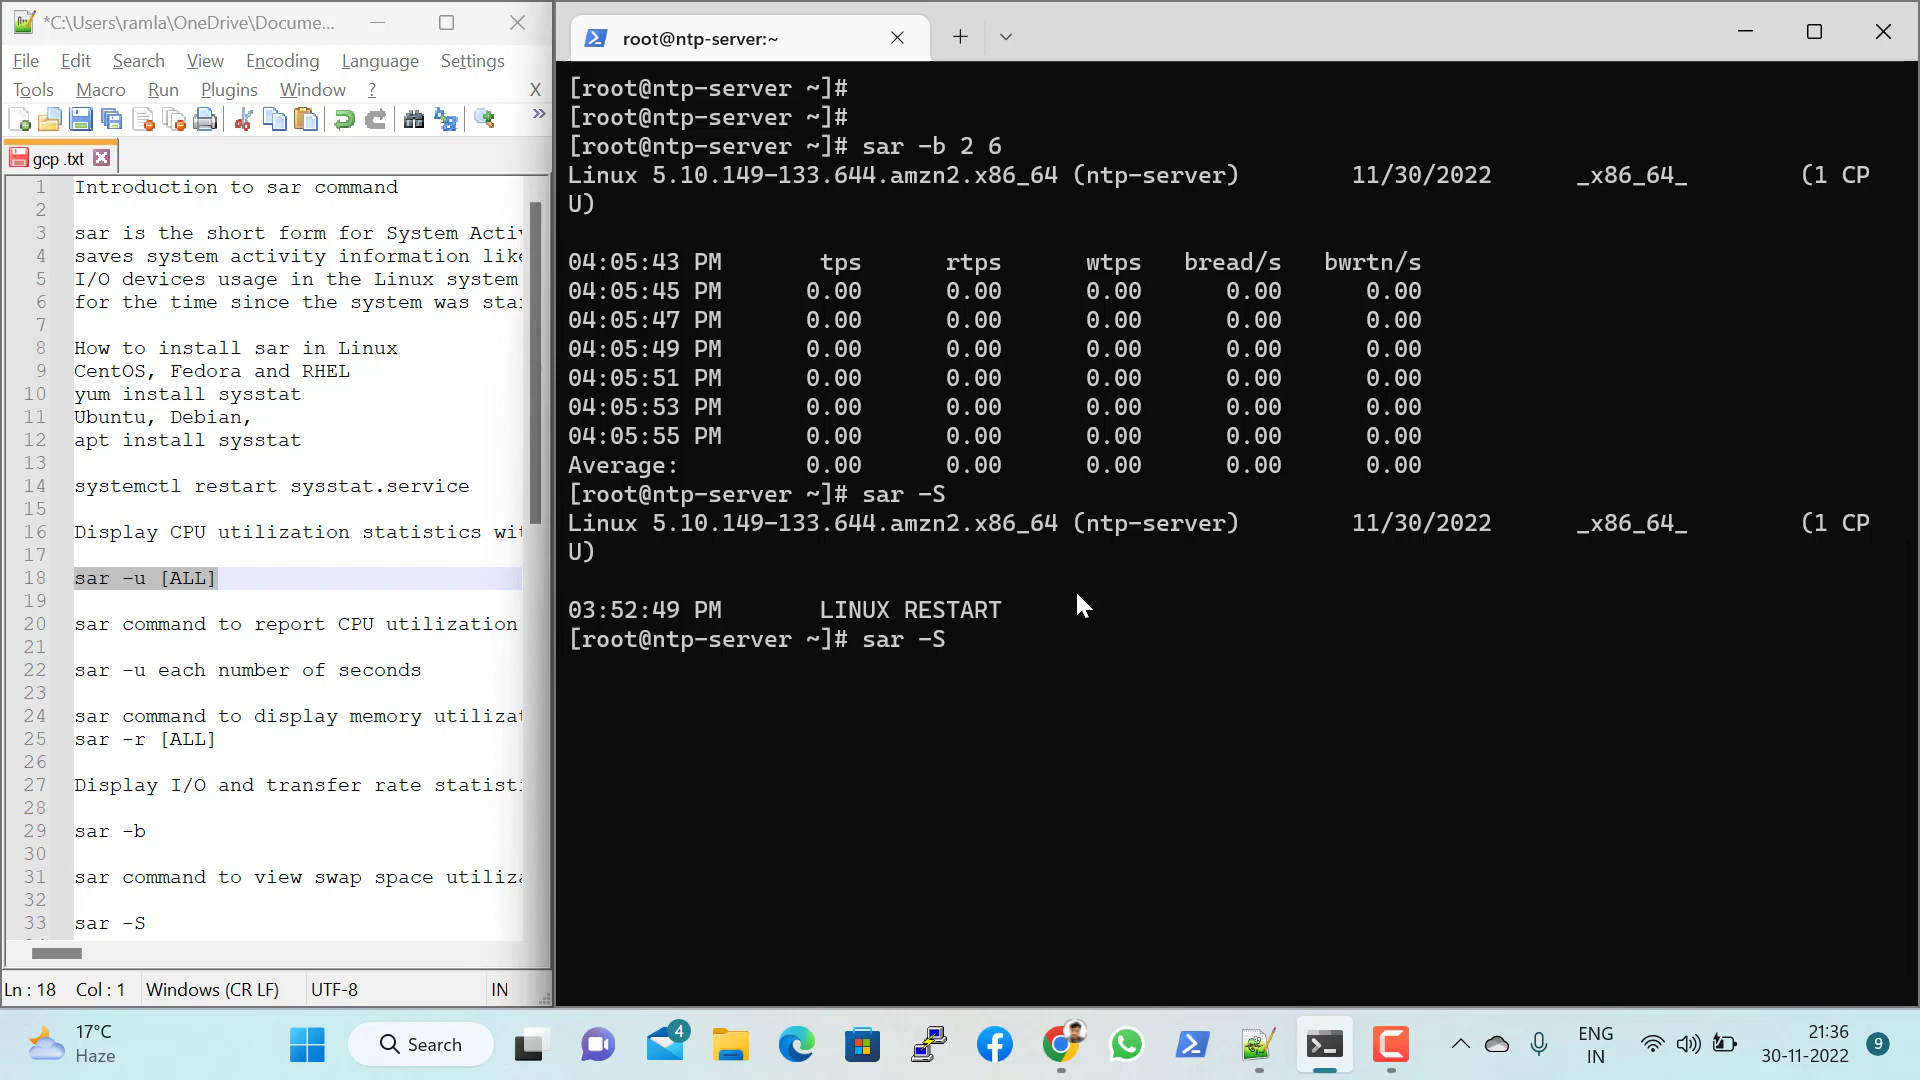 *C:\Users\ramla\OneDrive\Docume...
File Edit Search View Encoding Language Settings
Tools Macro Run Plugins Window ? X
gcp .txt
1 Introduction to sar command
2
3 sar is the short form for System Activ
4 saves system activity information like
5 I/O devices usage in the Linux system
6 for the time since the system was star
7
8 How to install sar in Linux
9 CentOS, Fedora and RHEL
10 yum install sysstat
11 Ubuntu, Debian,
12 apt install sysstat
13
14 systemctl restart sysstat.service
15
16 Display CPU utilization statistics wit
17
18 sar -u [ALL]
19
20 sar command to report CPU utilization
21
22 sar -u each number of seconds
23
24 sar command to display memory utilizat
25 sar -r [ALL]
26
27 Display I/O and transfer rate statisti
28
29 sar -b
30
31 sar command to view swap space utiliza
32
33 sar -S
Ln : 18 Col : 1 Windows (CR LF) UTF-8 IN
root@ntp-server:~
[root@ntp-server ~]#
[root@ntp-server ~]#
[root@ntp-server ~]# sar -b 2 6
Linux 5.10.149-133.644.amzn2.x86_64 (ntp-server) 11/30/2022 _x86_64_ (1 CP
U)
04:05:43 PM tps rtps wtps bread/s bwrtn/s
04:05:45 PM 0.00 0.00 0.00 0.00 0.00
04:05:47 PM 0.00 0.00 0.00 0.00 0.00
04:05:49 PM 0.00 0.00 0.00 0.00 0.00
04:05:51 PM 0.00 0.00 0.00 0.00 0.00
04:05:53 PM 0.00 0.00 0.00 0.00 0.00
04:05:55 PM 0.00 0.00 0.00 0.00 0.00
Average: 0.00 0.00 0.00 0.00 0.00
[root@ntp-server ~]# sar -S
Linux 5.10.149-133.644.amzn2.x86_64 (ntp-server) 11/30/2022 _x86_64_ (1 CP
U)
03:52:49 PM LINUX RESTART
[root@ntp-server ~]# sar -S
17°C
Haze
Search
4
ENG
IN
21:36
30-11-2022
9